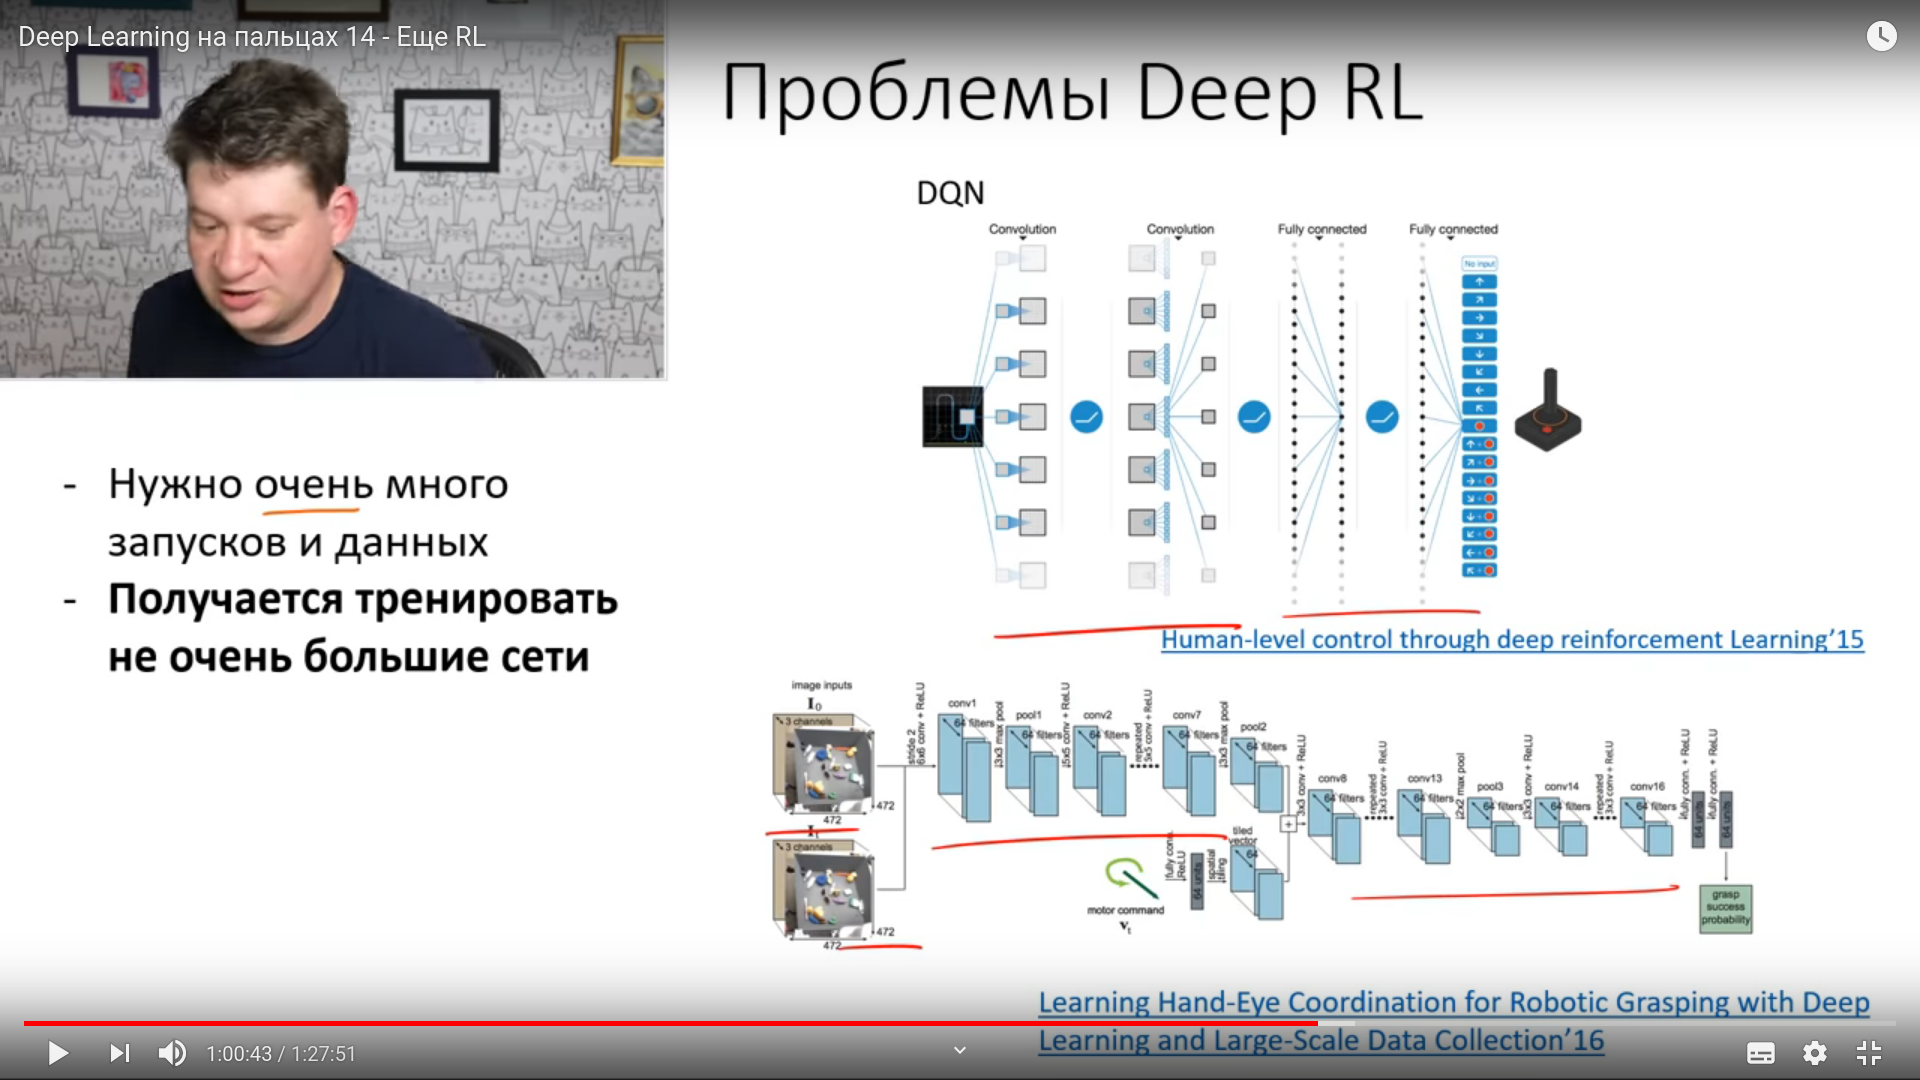 Deep Learning на пальцах 14 - Еще RL
Проблемы Deep RL
DQN
Convolution
Convolution
Fully connected
Fully connected
No input
- Нужно очень много
запусков и данных
- Получается тренировать
не очень большие сети
Human-level control through deep reinforcement Learning'15
image inputs
I0
3 channels
472
472
It
3 channels
472
472
stride 2
6x6 conv + ReLU
conv1
64 filters
3x3 max pool
pool1
64 filters
5x5 conv + ReLU
conv2
64 filters
repeated
5x5 conv + ReLU
conv7
64 filters
3x3 max pool
pool2
64 filters
motor command
vt
fully conn.
ReLU
64 units
spatial
tiling
tiled
vector
64
+
3x3 conv + ReLU
conv8
64 filters
repeated
3x3 conv + ReLU
conv13
64 filters
2x2 max pool
pool3
64 filters
3x3 conv + ReLU
conv14
64 filters
repeated
3x3 conv + ReLU
conv16
64 filters
fully conn. + ReLU
64 units
fully conn. + ReLU
64 units
grasp
success
probability
Learning Hand-Eye Coordination for Robotic Grasping with Deep
Learning and Large-Scale Data Collection'16
1:00:43 / 1:27:51